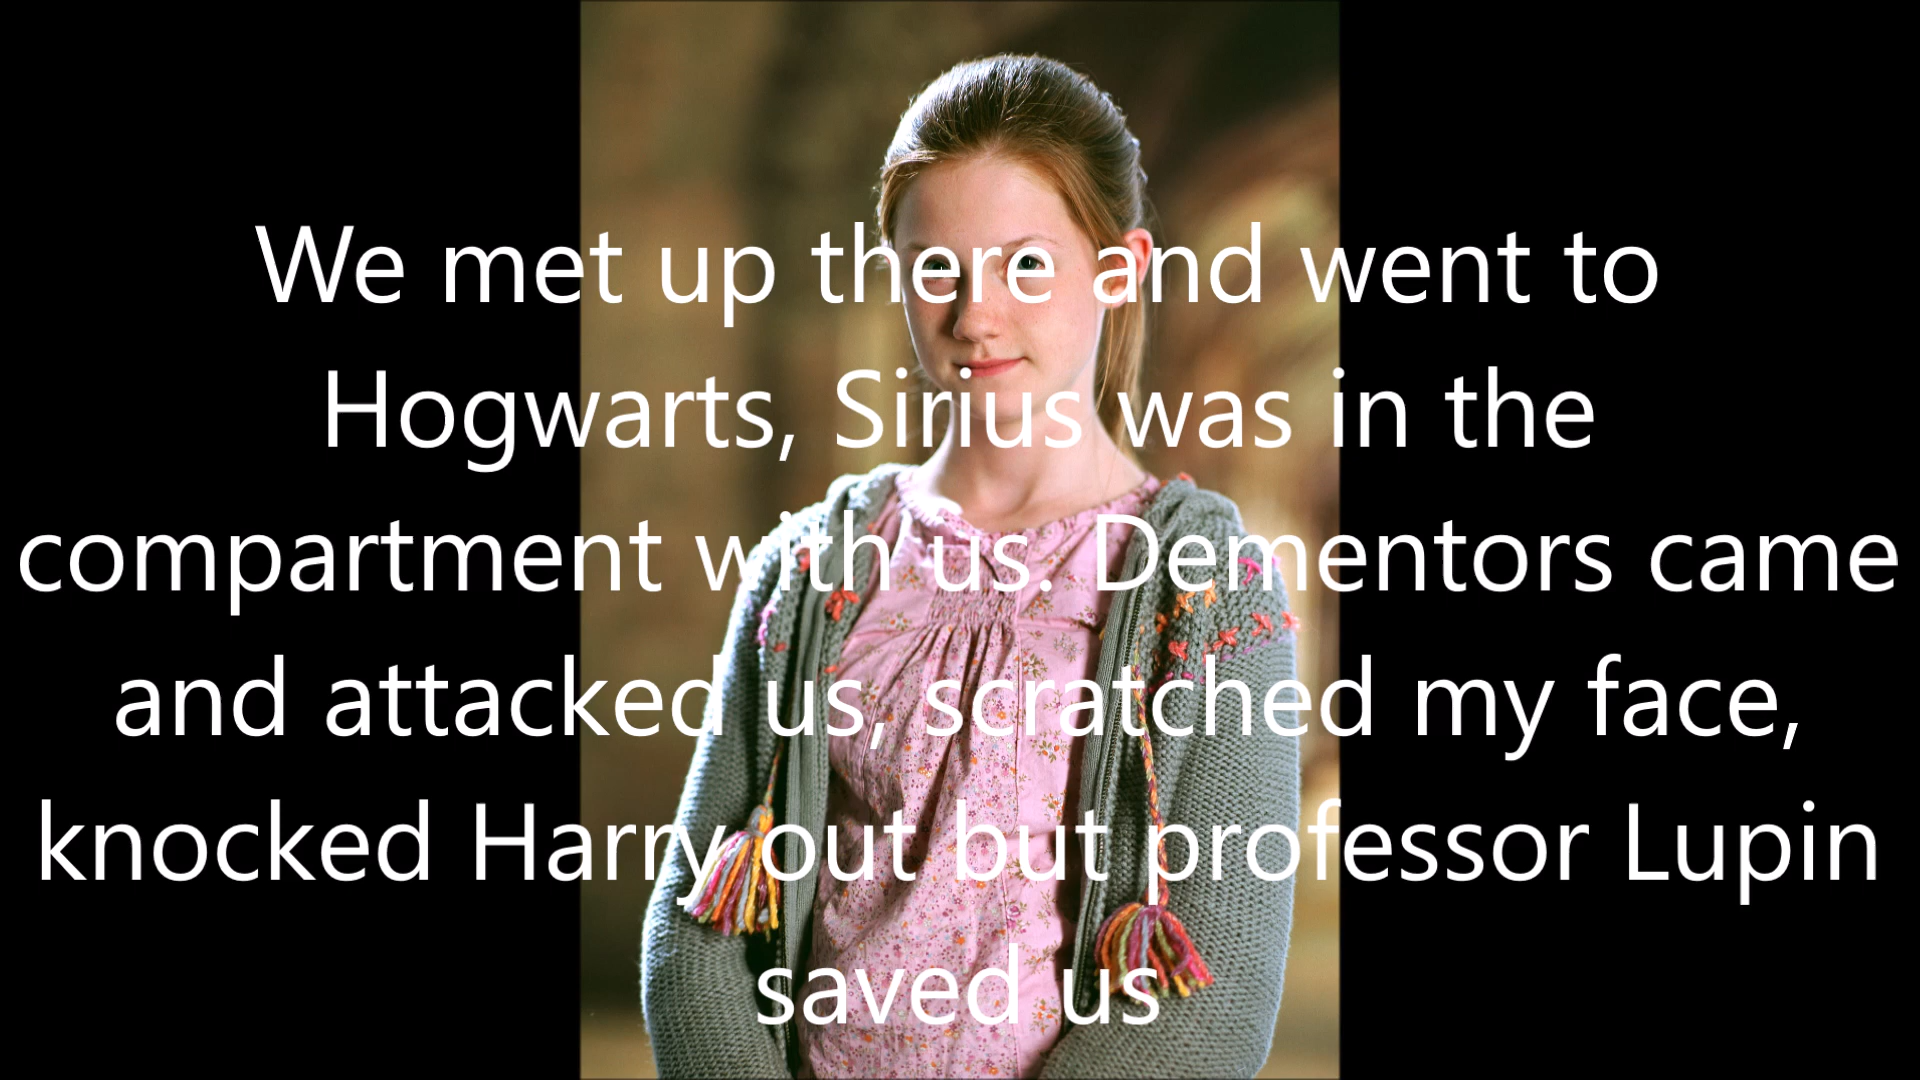 We met up there and went to
Hogwarts, Sirius was in the
compartment with us. Dementors came
and attacked us, scratched my face,
knocked Harry out but professor Lupin
saved us